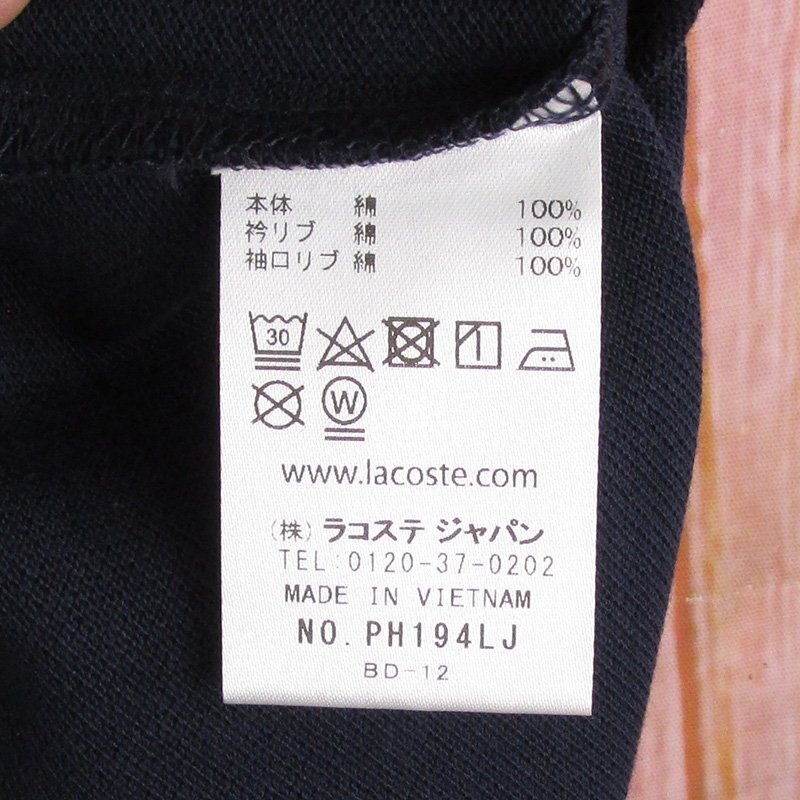 本体 綿 100%
衿リブ 綿 100%
袖口リブ 綿 100%
30
W
www.lacoste.com
(株) ラコステ ジャパン
TEL:0120-37-0202
MADE IN VIETNAM
NO. PH194LJ
BD-12